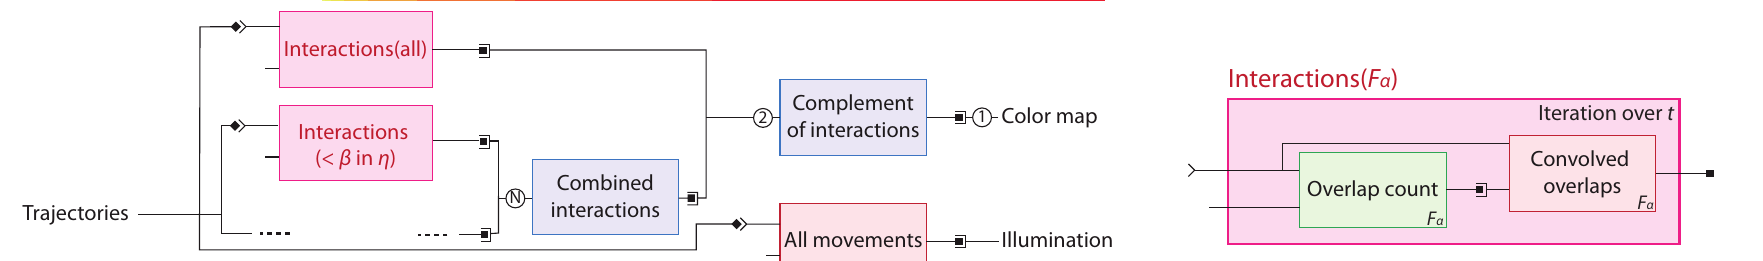 Interactions(all)
Interactions
(< β in η)
Trajectories
N
Combined
interactions
2
Complement
of interactions
1
Color map
All movements
Illumination
Interactions(Fα)
Iteration over t
Overlap count
Fα
Convolved
overlaps
Fα